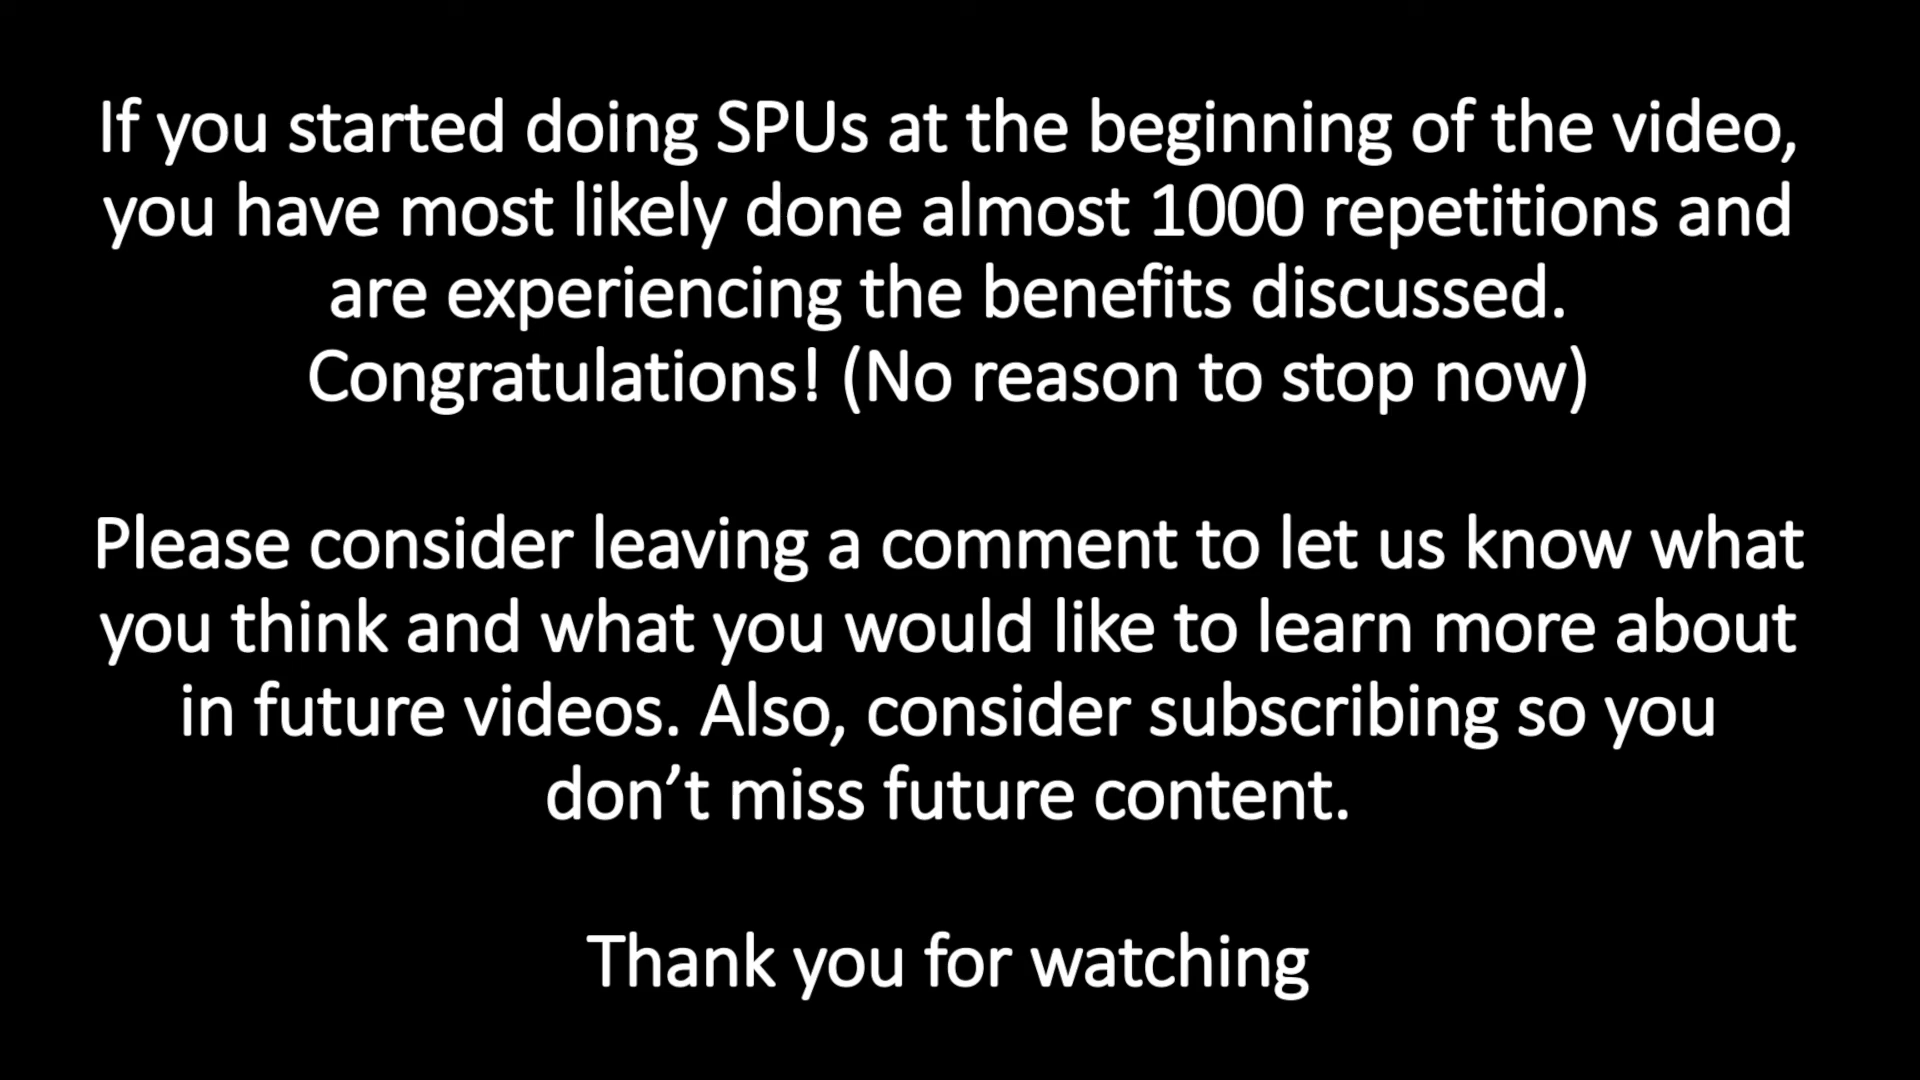 If you started doing SPUs at the beginning of the video,
you have most likely done almost 1000 repetitions and
are experiencing the benefits discussed.
Congratulations! (No reason to stop now)
Please consider leaving a comment to let us know what
you think and what you would like to learn more about
in future videos. Also, consider subscribing so you
don’t miss future content.
Thank you for watching